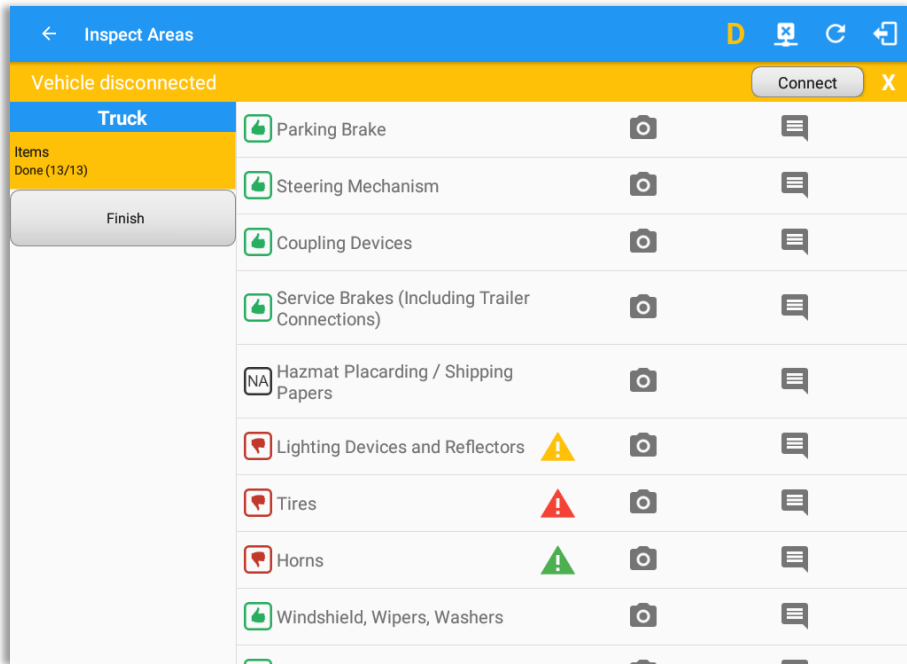 Inspect Areas
D
Vehicle disconnected
Connect
X
Truck
Items
Done (13/13)
Finish
Parking Brake
Steering Mechanism
Coupling Devices
Service Brakes (Including Trailer
Connections)
NA
Hazmat Placarding / Shipping
Papers
Lighting Devices and Reflectors
Tires
Horns
Windshield, Wipers, Washers